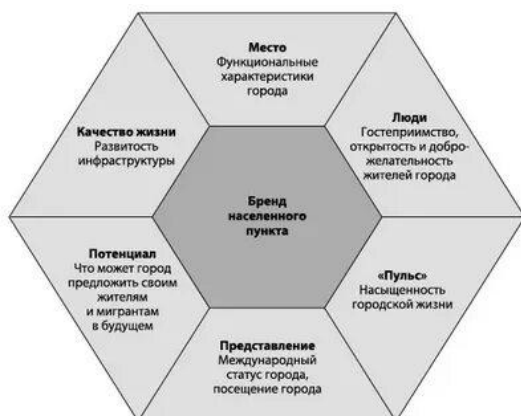 Место
Функциональные
характеристики
города
Люди
Гостеприимство,
открытость и добро-
желательность
жителей города
«Пульс»
Насыщенность
городской жизни
Представление
Международный
статус города,
посещение города
Потенциал
Что может город
предложить своим
жителям
и мигрантам
в будущем
Качество жизни
Развитость
инфраструктуры
Бренд
населенного
пункта